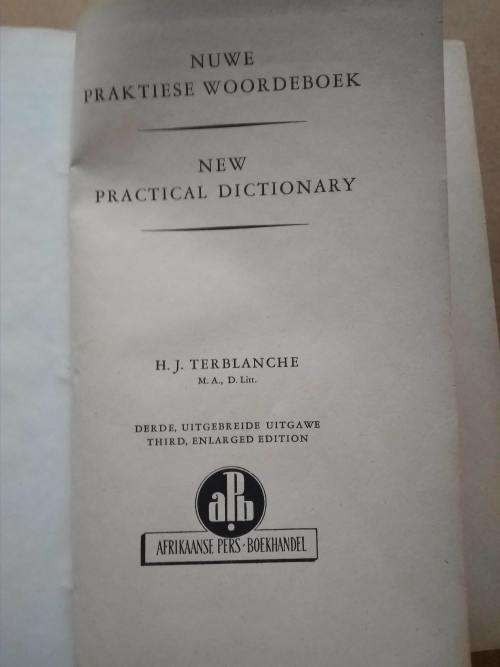 NUWE
PRAKTIESE WOORDEBOEK
NEW
PRACTICAL DICTIONARY
H. J. TERBLANCHE
M. A., D. Litt.
DERDE, UITGEBREIDE UITGAWE
THIRD, ENLARGED EDITION
aPb
AFRIKAANSE PERS-BOEKHANDEL